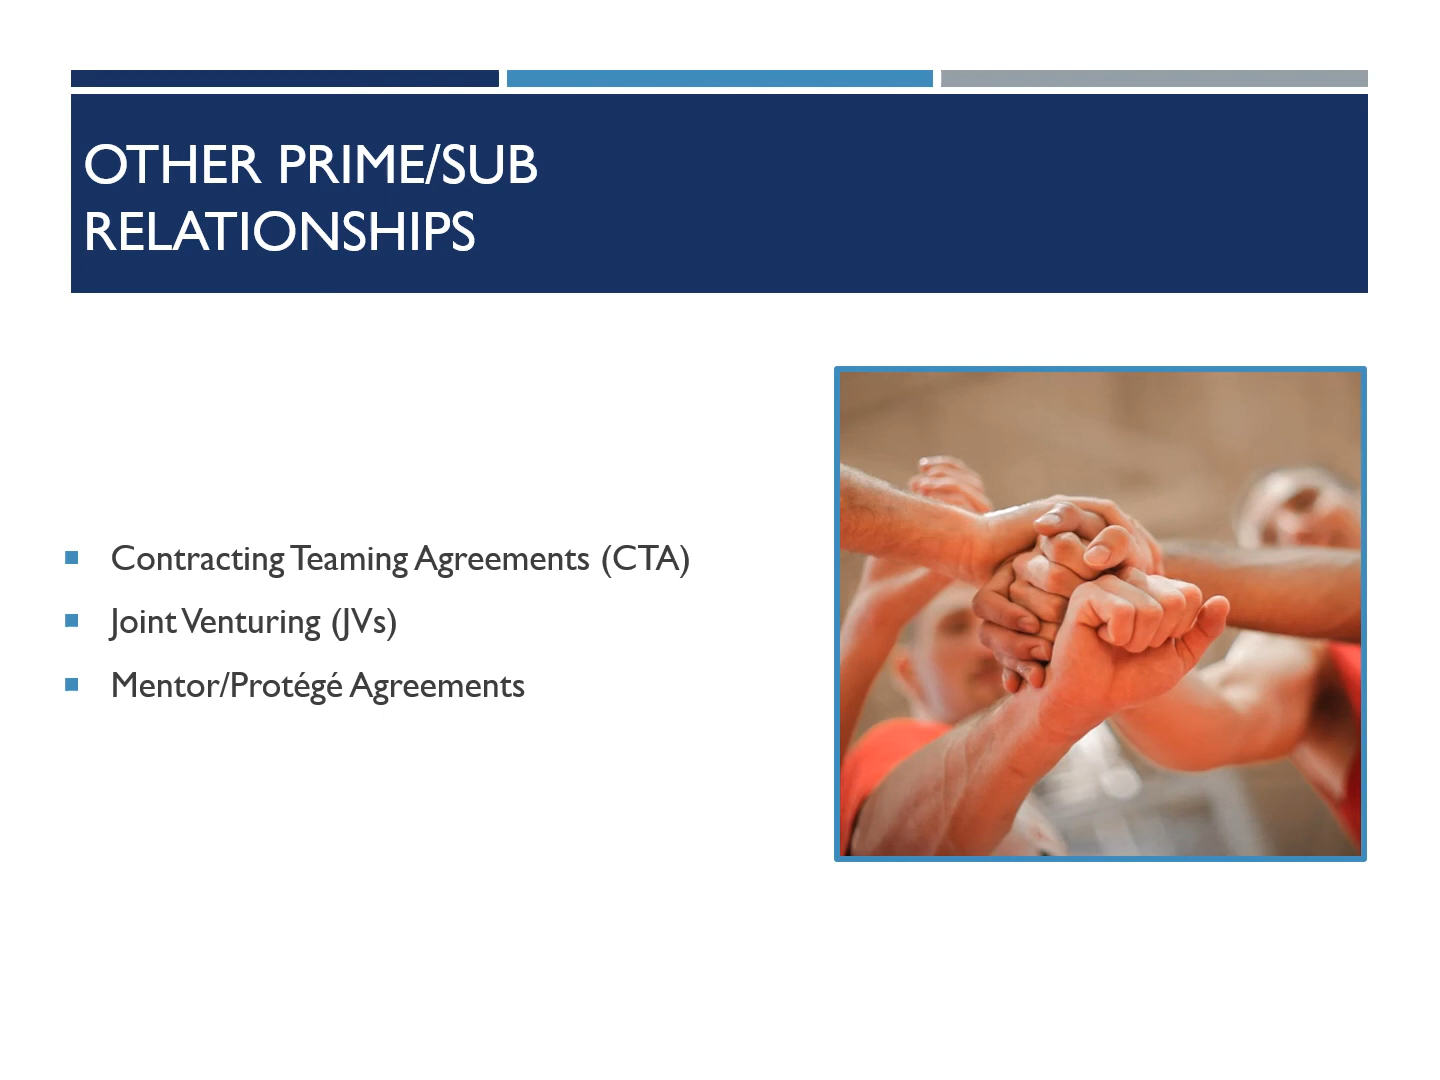 OTHER PRIME/SUB
RELATIONSHIPS
Contracting Teaming Agreements (CTA)
Joint Venturing (JVs)
Mentor/Protégé Agreements